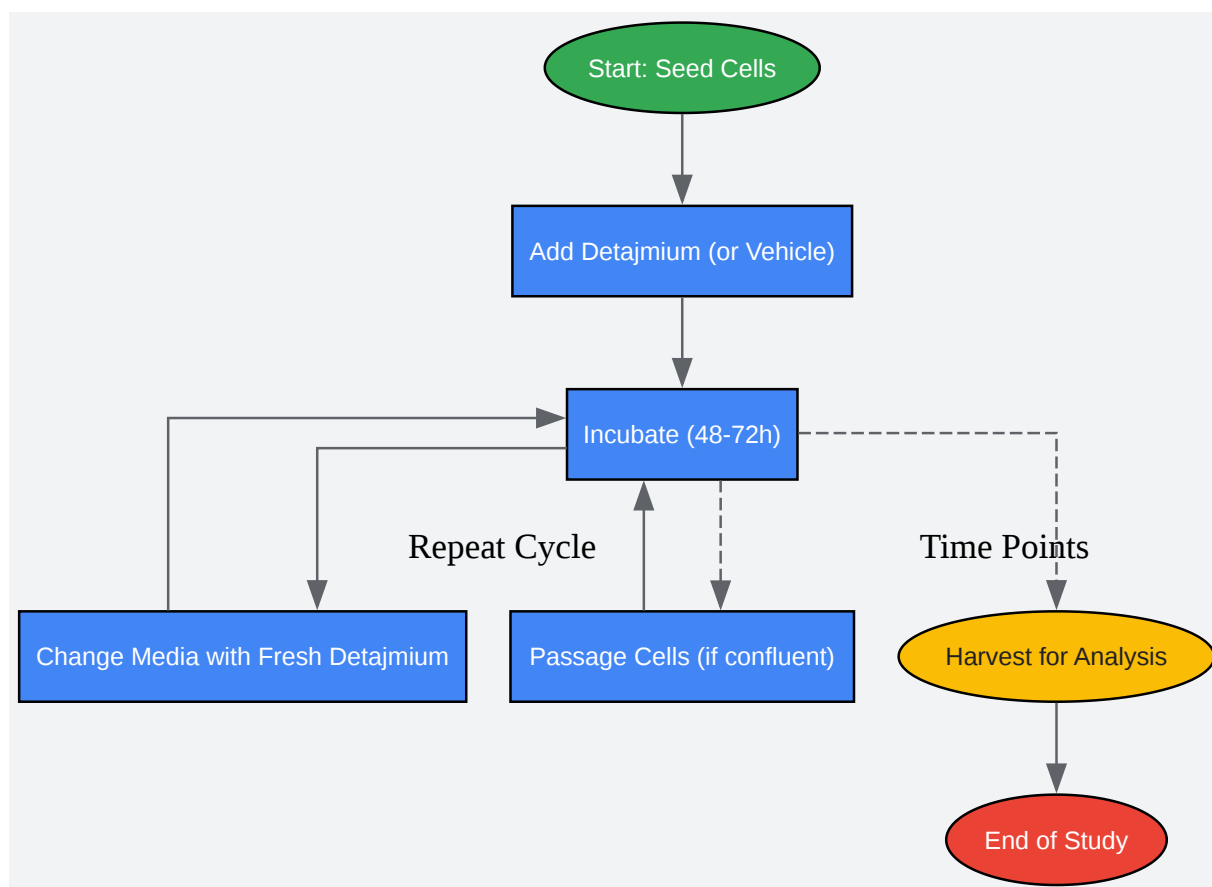 Start: Seed Cells
Add Detajmium (or Vehicle)
Incubate (48-72h)
Repeat Cycle
Time Points
Change Media with Fresh Detajmium
Passage Cells (if confluent)
Harvest for Analysis
End of Study